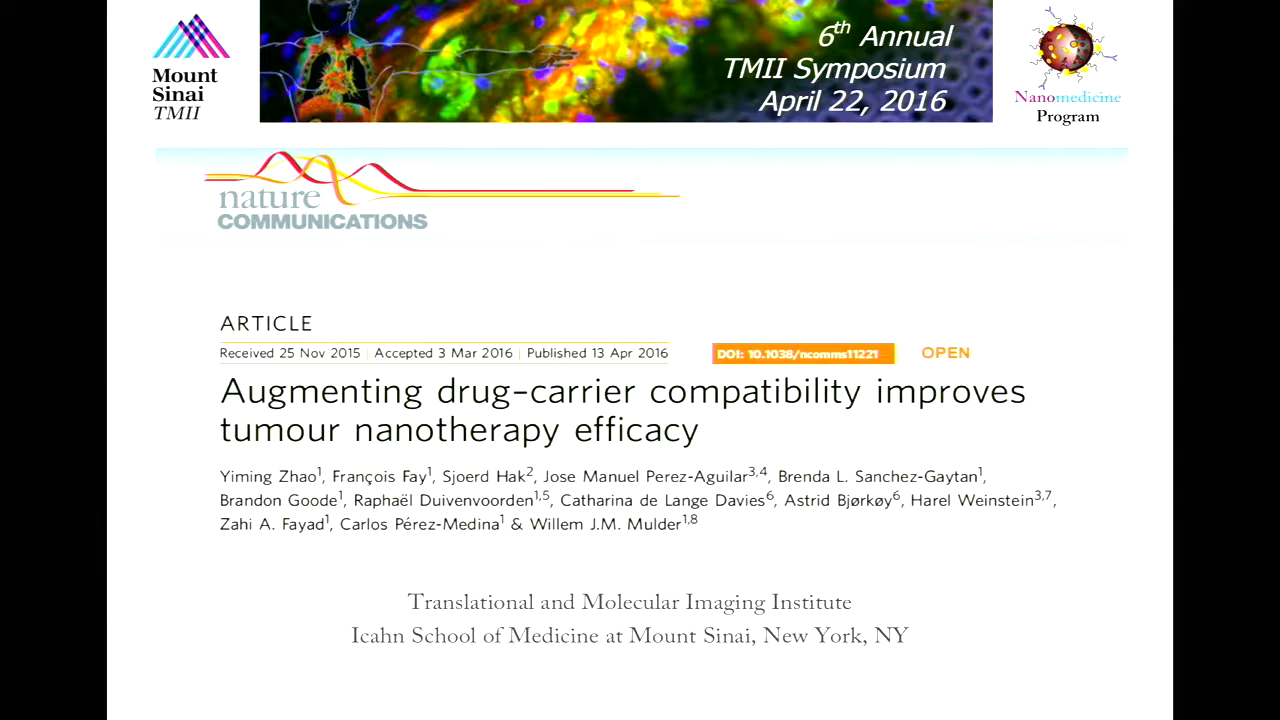 Mount
Sinai
TMII
6th Annual
TMII Symposium
April 22, 2016
Nanomedicine
Program
nature
COMMUNICATIONS
ARTICLE
Received 25 Nov 2015 | Accepted 3 Mar 2016 | Published 13 Apr 2016
DOI: 10.1038/ncomms11221
OPEN
Augmenting drug–carrier compatibility improves
tumour nanotherapy efficacy
Yiming Zhao1, François Fay1, Sjoerd Hak2, Jose Manuel Perez-Aguilar3,4, Brenda L. Sanchez-Gaytan1,
Brandon Goode1, Raphaël Duivenvoorden1,5, Catharina de Lange Davies6, Astrid Bjørkøy6, Harel Weinstein3,7,
Zahi A. Fayad1, Carlos Pérez-Medina1 & Willem J.M. Mulder1,8
Translational and Molecular Imaging Institute
Icahn School of Medicine at Mount Sinai, New York, NY